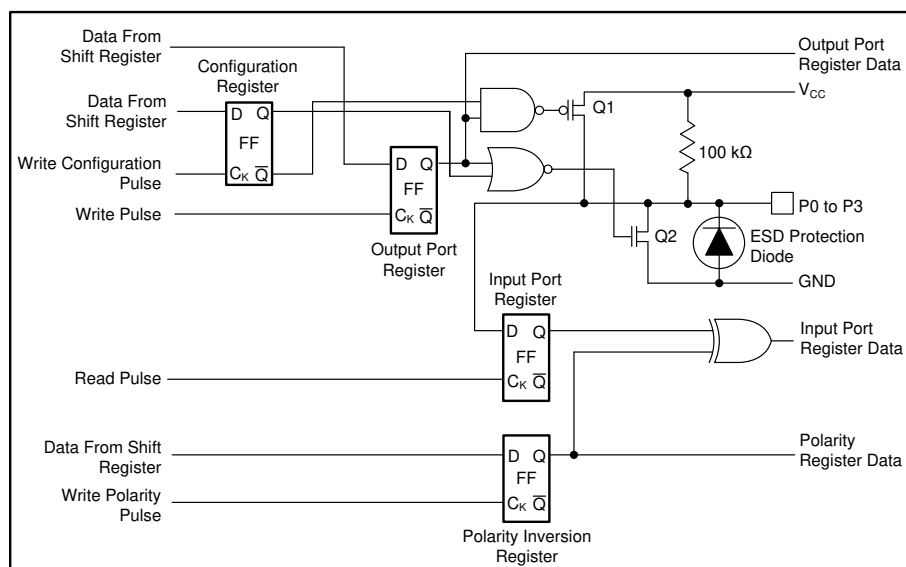 Data From
Shift Register
Configuration
Register
Data From
Shift Register
D Q
FF
CK Q̅
Write Configuration
Pulse
Write Pulse
D Q
FF
CK Q̅
Output Port
Register
Output Port
Register Data
Q1
VCC
100 kΩ
P0 to P3
Q2
ESD Protection
Diode
GND
Input Port
Register
D Q
FF
CK Q̅
Input Port
Register Data
Read Pulse
Data From Shift
Register
Write Polarity
Pulse
D Q
FF
CK Q̅
Polarity
Register Data
Polarity Inversion
Register